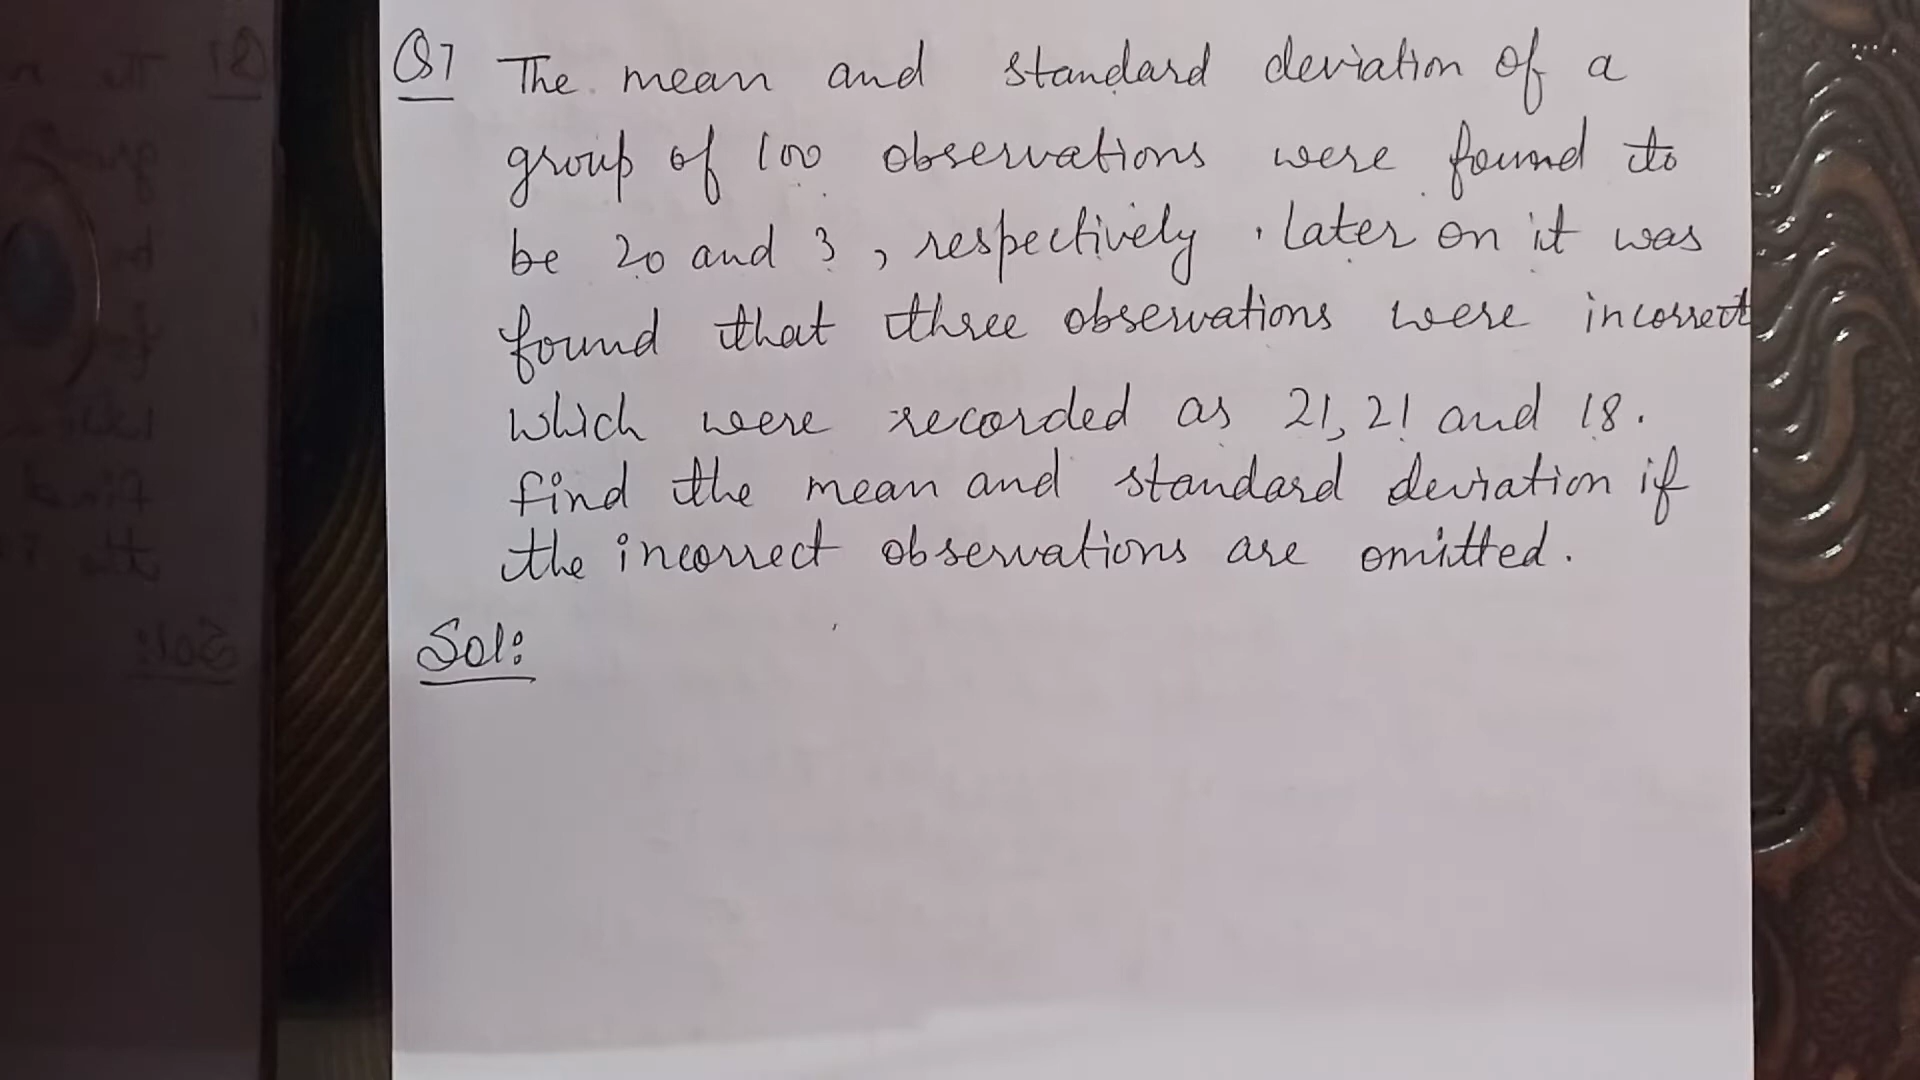 Q7 The mean and standard deviation of a
group of 100 observations were found to
be 20 and 3, respectively. Later on it was
found that three observations were incorrect
which were recorded as 21, 21 and 18.
find the mean and standard deviation if
the incorrect observations are omitted.
Sol: